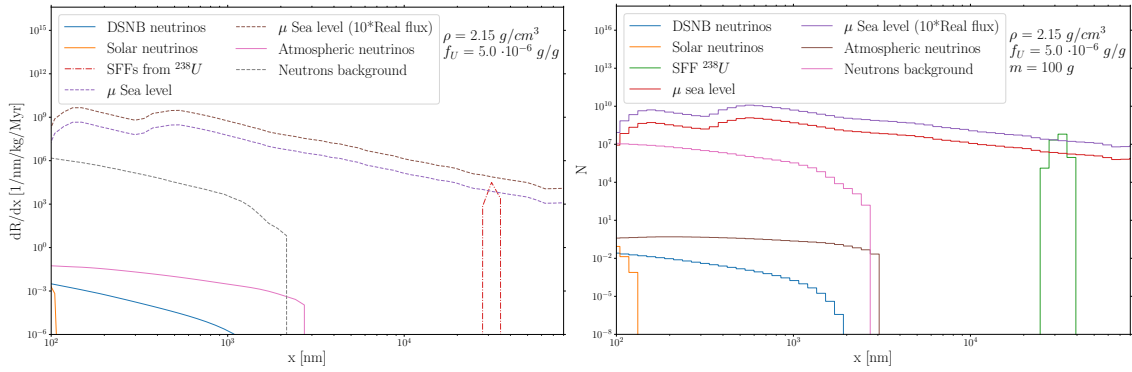 DSNB neutrinos
Solar neutrinos
SFFs from ²³⁸U
μ Sea level
μ Sea level (10*Real flux)
Atmospheric neutrinos
Neutrons background
ρ = 2.15 g/cm³
f_U = 5.0 ·10⁻⁶ g/g
10¹⁵
10¹²
10⁹
10⁶
10³
10⁰
10⁻³
10⁻⁶
dR/dx [1/nm/kg/Myr]
10² 10³ 10⁴
x [nm]
DSNB neutrinos
Solar neutrinos
SFF ²³⁸U
μ sea level
μ Sea level (10*Real flux)
Atmospheric neutrinos
Neutrons background
ρ = 2.15 g/cm³
f_U = 5.0 ·10⁻⁶ g/g
m = 100 g
10¹⁶
10¹³
10¹⁰
10⁷
10⁴
10¹
10⁻²
10⁻⁵
10⁻⁸
N
10² 10³ 10⁴
x [nm]